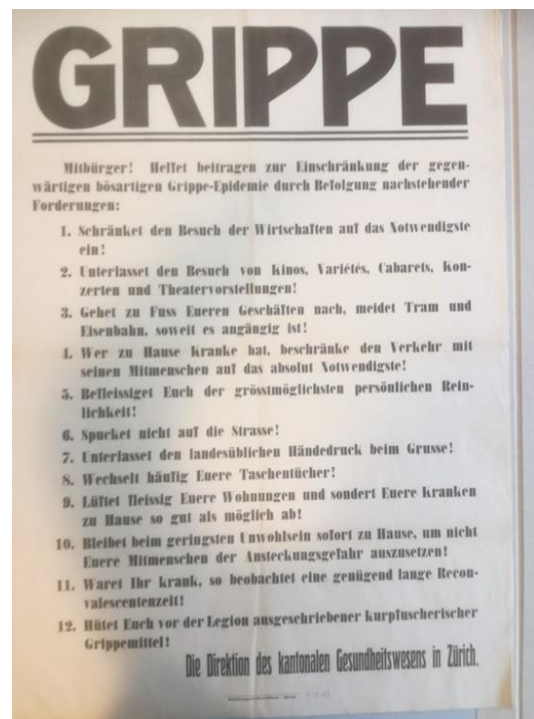 GRIPPE
Mitbürger! Helfet beitragen zur Einschränkung der gegen-
wärtigen bösartigen Grippe-Epidemie durch Befolgung nachstehender
Forderungen:
1. Schränket den Besuch der Wirtschaften auf das Notwendigste
ein!
2. Unterlasset den Besuch von Kinos, Variétés, Cabarets, Kon-
zerten und Theatervorstellungen!
3. Gehet zu Fuss Eueren Geschäften nach, meidet Tram und
Eisenbahn, soweit es angängig ist!
4. Wer zu Hause Kranke hat, beschränke den Verkehr mit
seinen Mitmenschen auf das absolut Notwendigste!
5. Befleissiget Euch der grösstmöglichsten persönlichen Rein-
lichkeit!
6. Spucket nicht auf die Strasse!
7. Unterlasset den landesüblichen Händedruck beim Grusse!
8. Wechselt häufig Euere Taschentücher!
9. Lüftet fleissig Euere Wohnungen und sondert Euere Kranken
zu Hause so gut als möglich ab!
10. Bleibet beim geringsten Unwohlsein sofort zu Hause, um nicht
Euere Mitmenschen der Ansteckungsgefahr auszusetzen!
11. Waret Ihr krank, so beobachtet eine genügend lange Recon-
valescentenzeit!
12. Hütet Euch vor der Legion ausgeschriebener kurpfuscherischer
Grippemittel!
Die Direktion des kantonalen Gesundheitswesens in Zürich.